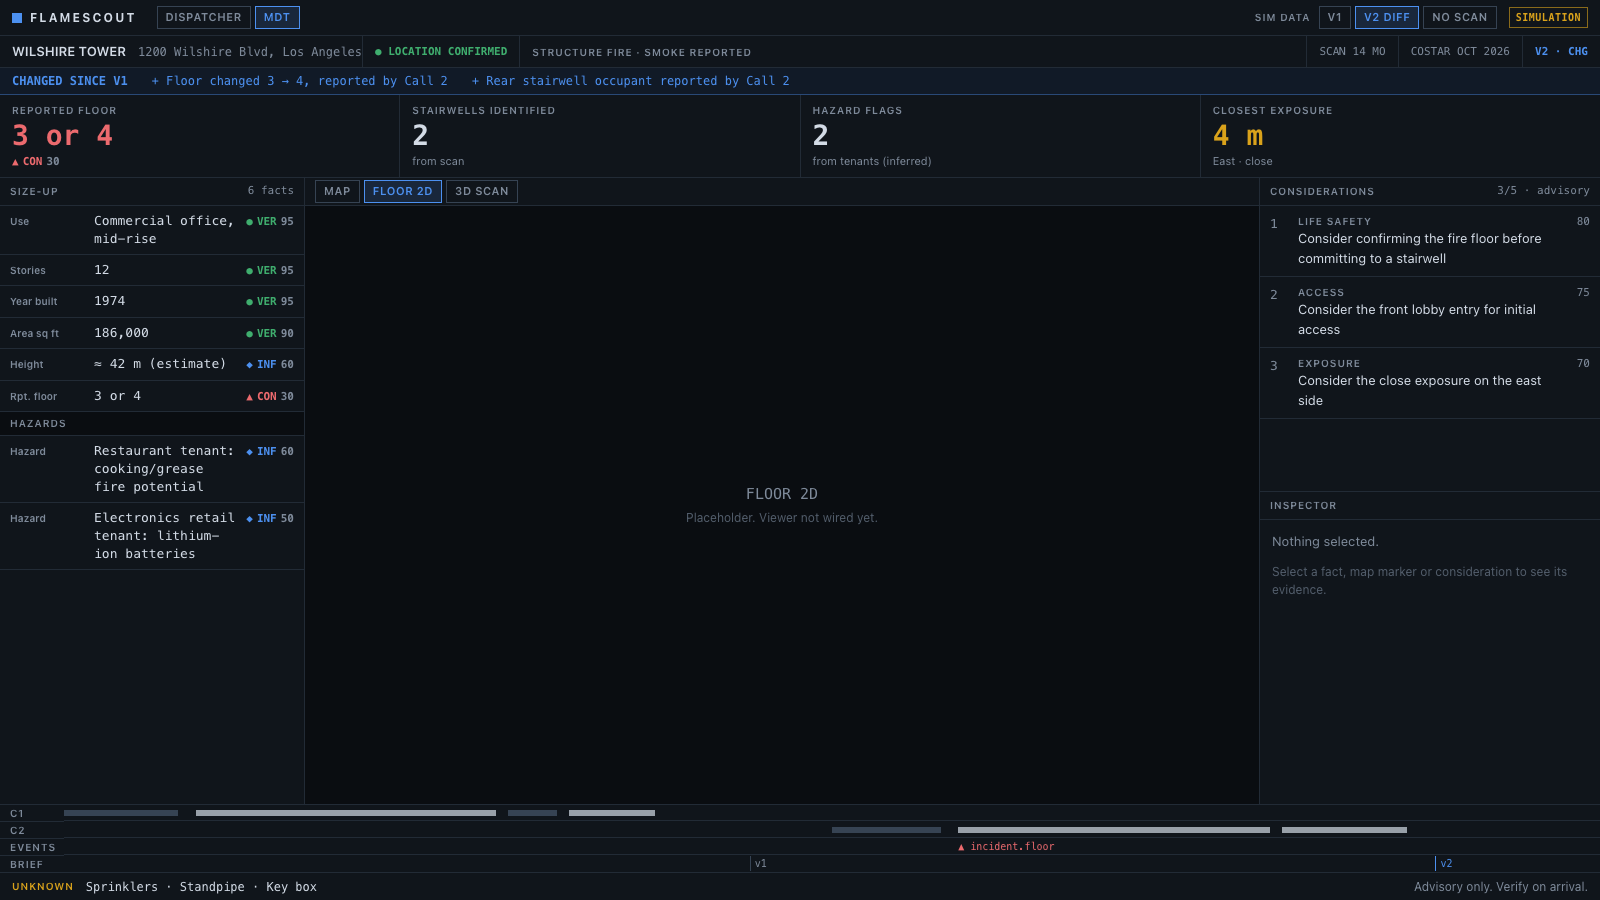 FLAMESCOUT DISPATCHER MDT SIM DATA V1 V2 DIFF NO SCAN SIMULATION
WILSHIRE TOWER 1200 Wilshire Blvd, Los Angeles ● LOCATION CONFIRMED STRUCTURE FIRE · SMOKE REPORTED SCAN 14 MO COSTAR OCT 2026 V2 · CHG
CHANGED SINCE V1 + Floor changed 3 → 4, reported by Call 2 + Rear stairwell occupant reported by Call 2
REPORTED FLOOR
3 or 4
▲ CON 30
STAIRWELLS IDENTIFIED
2
from scan
HAZARD FLAGS
2
from tenants (inferred)
CLOSEST EXPOSURE
4 m
East · close
SIZE-UP 6 facts
Use Commercial office, ● VER 95
mid-rise
Stories 12 ● VER 95
Year built 1974 ● VER 95
Area sq ft 186,000 ● VER 90
Height ≈ 42 m (estimate) ◆ INF 60
Rpt. floor 3 or 4 ▲ CON 30
HAZARDS
Hazard Restaurant tenant: ◆ INF 60
cooking/grease
fire potential
Hazard Electronics retail ◆ INF 50
tenant: lithium-
ion batteries
MAP FLOOR 2D 3D SCAN
FLOOR 2D
Placeholder. Viewer not wired yet.
CONSIDERATIONS 3/5 · advisory
1 LIFE SAFETY 80
Consider confirming the fire floor before
committing to a stairwell
2 ACCESS 75
Consider the front lobby entry for initial
access
3 EXPOSURE 70
Consider the close exposure on the east
side
INSPECTOR
Nothing selected.
Select a fact, map marker or consideration to see its
evidence.
C1
C2
EVENTS ▲ incident.floor
BRIEF v1 v2
UNKNOWN Sprinklers · Standpipe · Key box Advisory only. Verify on arrival.